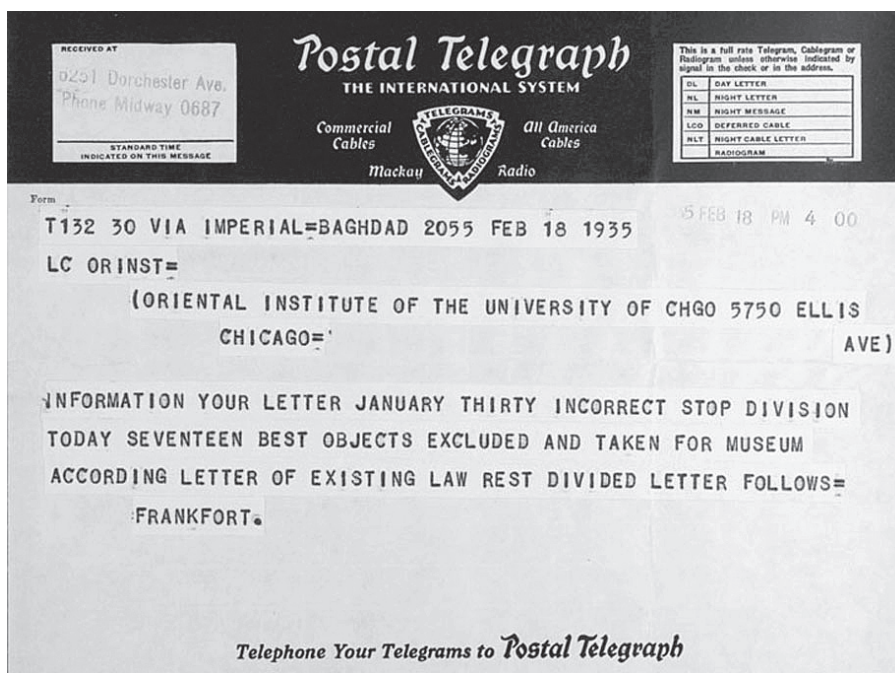 RECEIVED AT
6251 Dorchester Ave.
Phone Midway 0687
STANDARD TIME
INDICATED ON THIS MESSAGE
Postal Telegraph
THE INTERNATIONAL SYSTEM
Commercial
Cables
TELEGRAMS
CABLEGRAMS
RADIOGRAMS
All America
Cables
Mackay
Radio
This is a full rate Telegram, Cablegram or
Radiogram unless otherwise indicated by
signal in the check or in the address.
DL DAY LETTER
NL NIGHT LETTER
NM NIGHT MESSAGE
LCO DEFERRED CABLE
NLT NIGHT CABLE LETTER
RADIOGRAM
Form
T132 30 VIA IMPERIAL=BAGHDAD 2055 FEB 18 1935
5 FEB 18 PM 4 00
LC ORINST=
(ORIENTAL INSTITUTE OF THE UNIVERSITY OF CHGO 5750 ELLIS
CHICAGO=' AVE)
INFORMATION YOUR LETTER JANUARY THIRTY INCORRECT STOP DIVISION
TODAY SEVENTEEN BEST OBJECTS EXCLUDED AND TAKEN FOR MUSEUM
ACCORDING LETTER OF EXISTING LAW REST DIVIDED LETTER FOLLOWS=
FRANKFORT.
Telephone Your Telegrams to Postal Telegraph